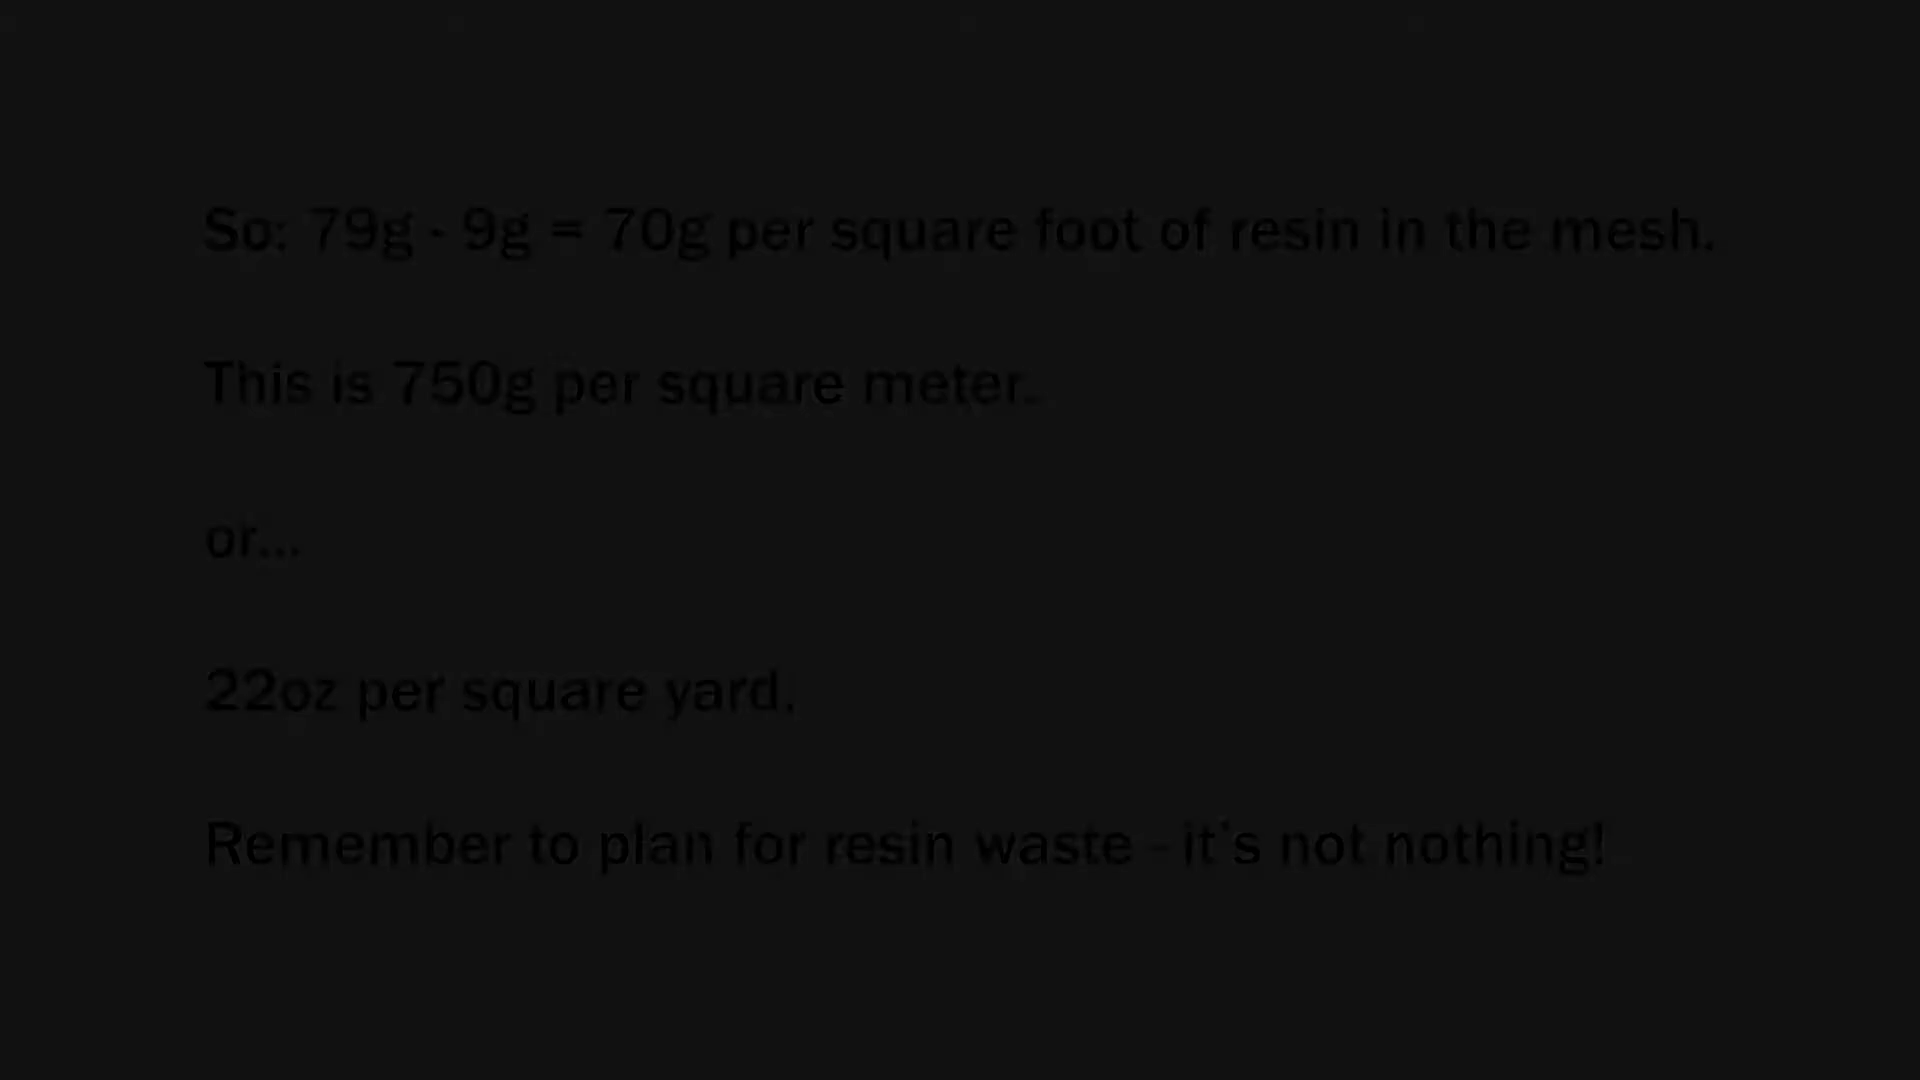 So: 79g - 9g = 70g per square foot of resin in the mesh.
This is 750g per square meter.
or...
22oz per square yard.
Remember to plan for resin waste - it's not nothing!